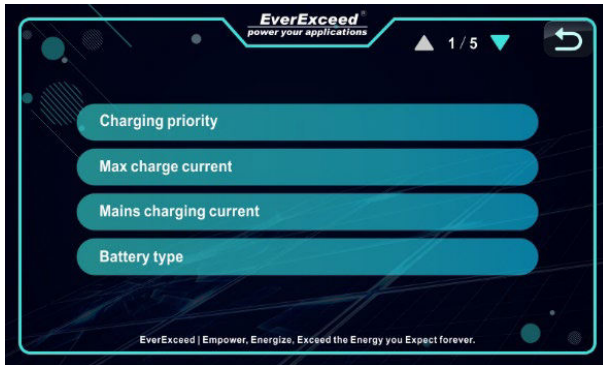 EverExceed®
power your applications
1/5
Charging priority
Max charge current
Mains charging current
Battery type
EverExceed | Empower, Energize, Exceed the Energy you Expect forever.